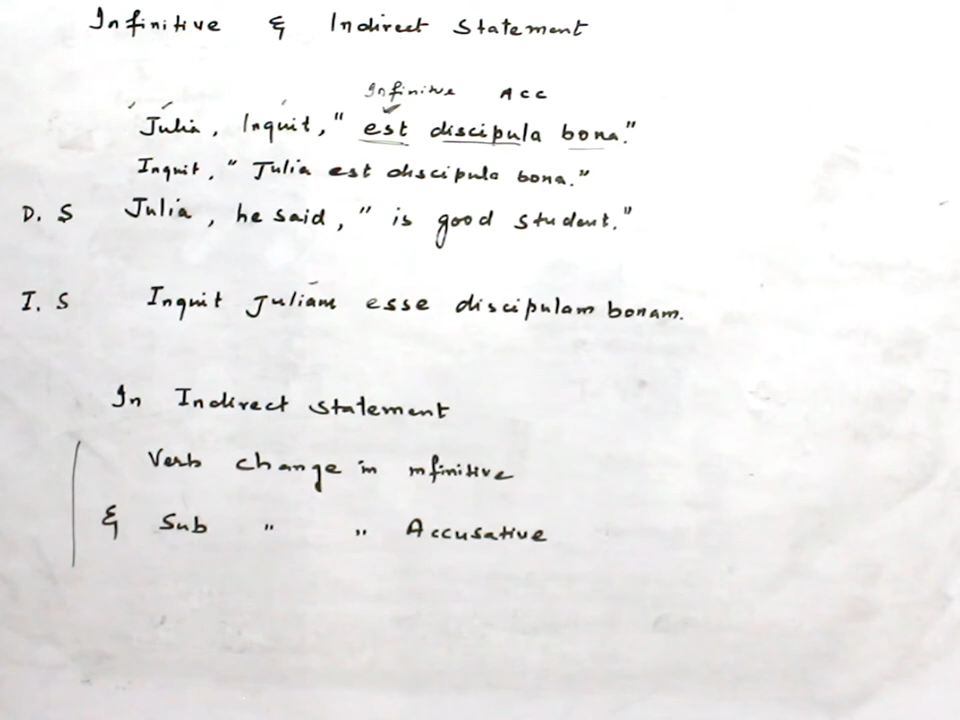 Infinitive & Indirect Statement
Infinitive Acc
Julia, Inquit, "est discipula bona."
Inquit, "Julia est discipula bona."
D. S Julia, he said, "is good student."
I. S Inquit Juliam esse discipulam bonam.
In Indirect statement
Verb change in infinitive
& Sub " " Accusative